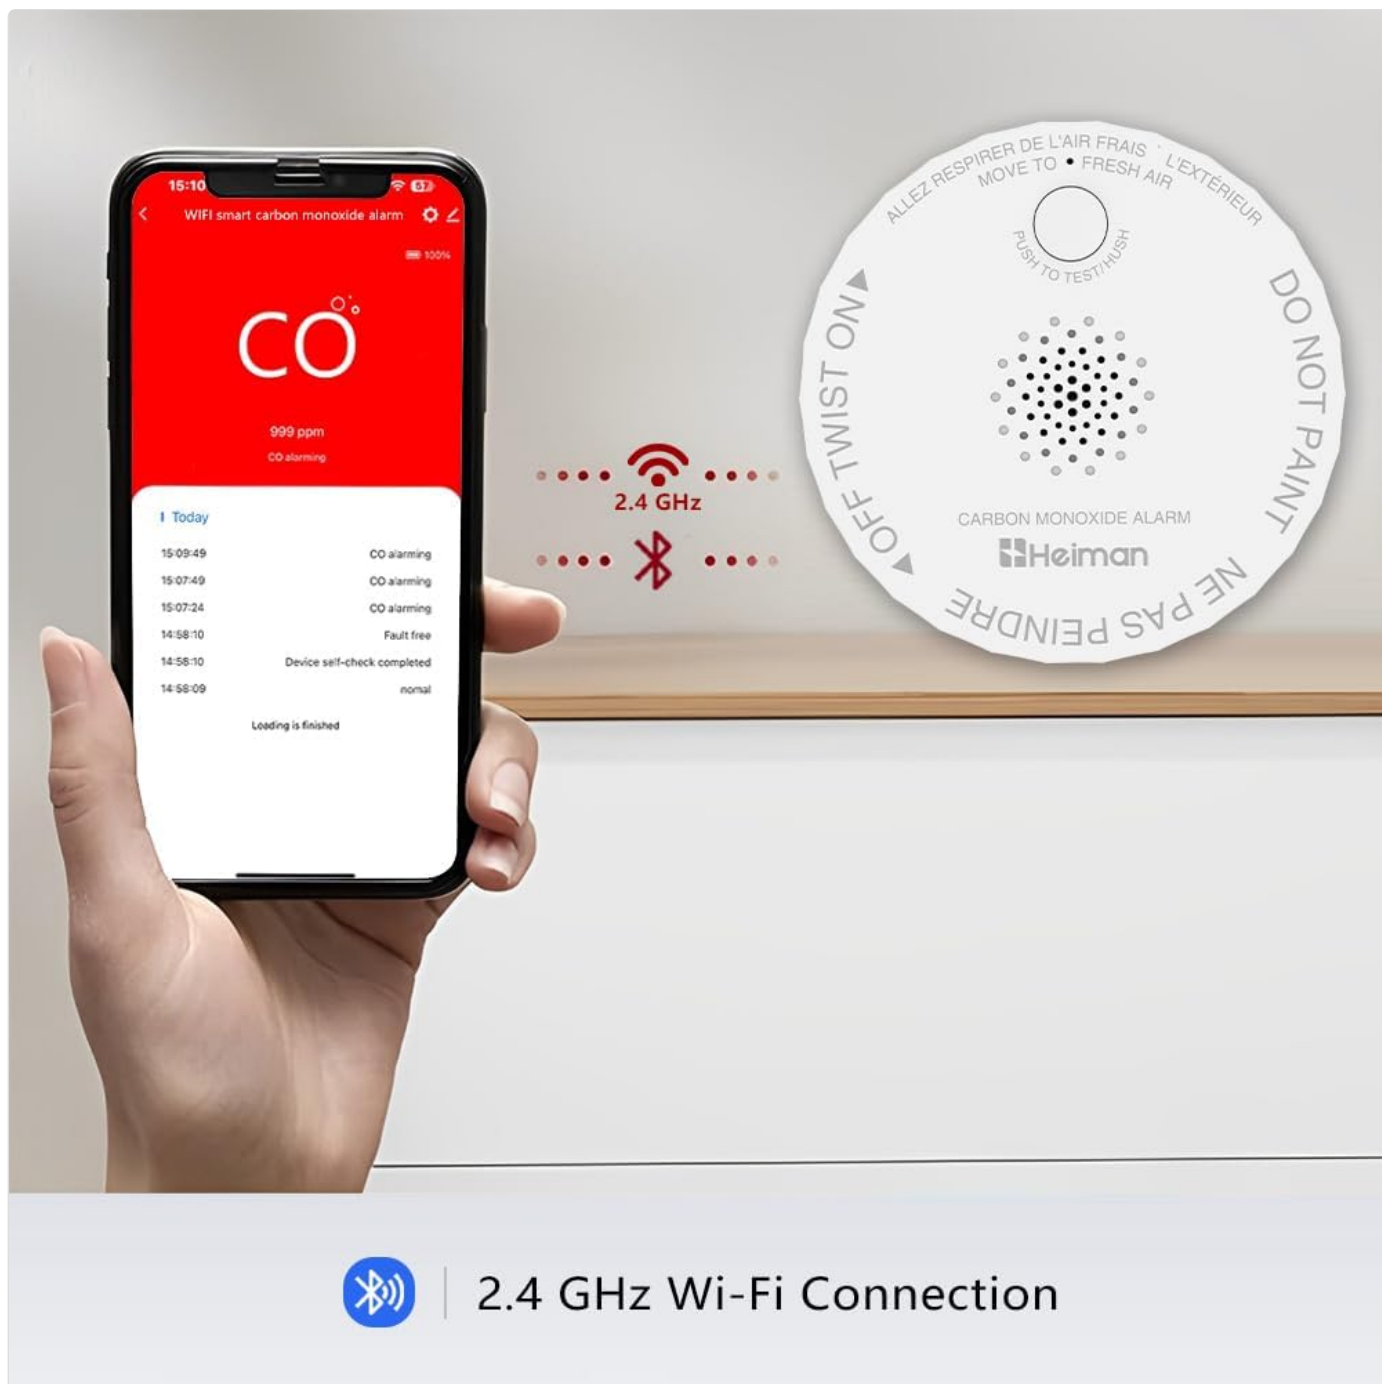 15:10
67
WIFI smart carbon monoxide alarm
100%
CO
999 ppm
CO alarming
Today
15:09:49 CO alarming
15:07:49 CO alarming
15:07:24 CO alarming
14:58:10 Fault free
14:58:10 Device self-check completed
14:58:09 nomal
Loading is finished
2.4 GHz
ALLEZ RESPIRER DE L'AIR FRAIS L'EXTÉRIEUR
MOVE TO • FRESH AIR
PUSH TO TEST/HUSH
◀ OFF TWIST ON ▶
DO NOT PAINT
NE PAS PEINDRE
CARBON MONOXIDE ALARM
Heiman
2.4 GHz Wi-Fi Connection